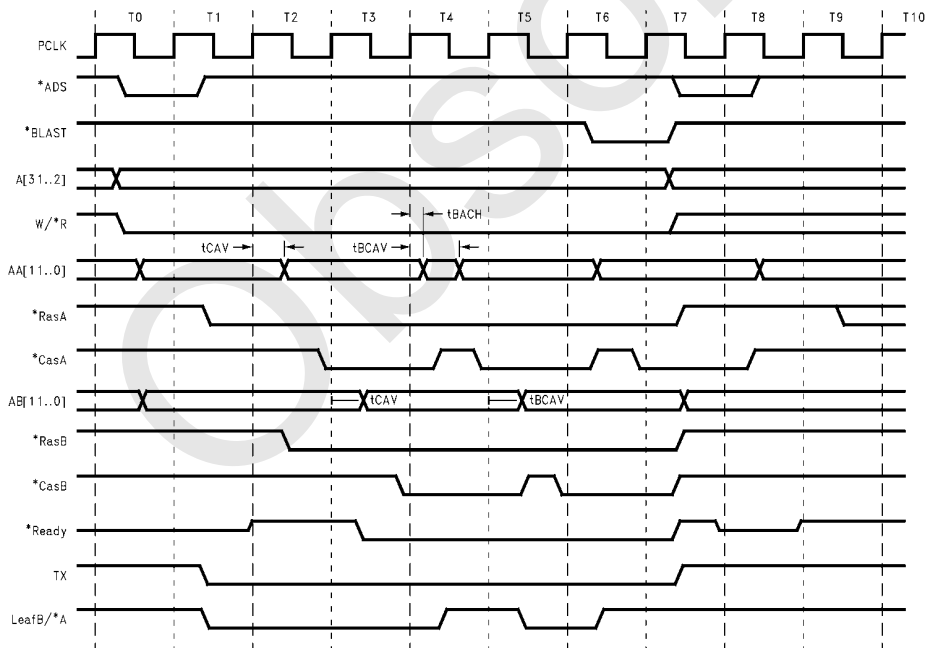 T0 T1 T2 T3 T4 T5 T6 T7 T8 T9 T10
PCLK
*ADS
*BLAST
A[31..2]
tBACH
W/*R
tCAV tBCAV
AA[11..0]
*RasA
*CasA
AB[11..0] tCAV tBCAV
*RasB
*CasB
*Ready
TX
LeafB/*A
Obso